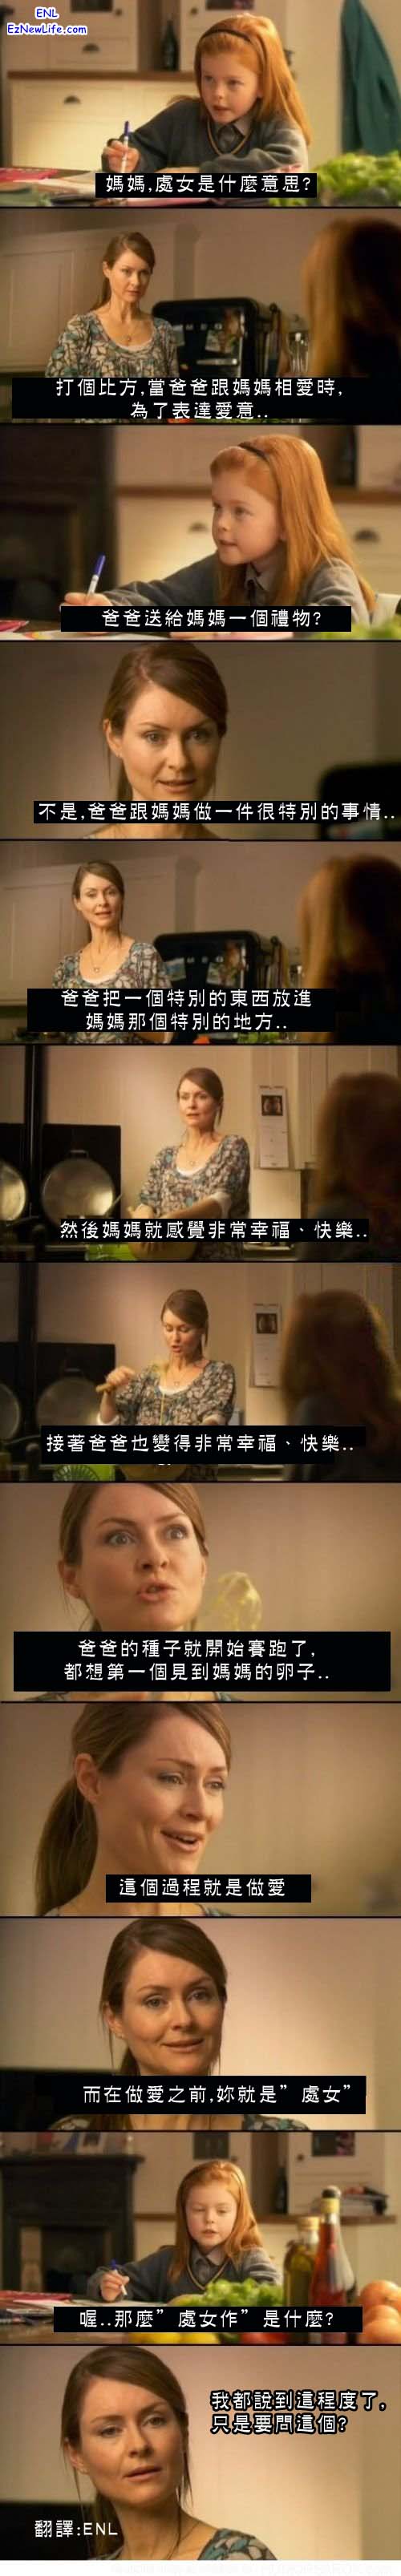 ENL
EzNewLife.com
媽媽,處女是什麼意思?
打個比方,當爸爸跟媽媽相愛時,
為了表達愛意..
爸爸送給媽媽一個禮物?
不是,爸爸跟媽媽做一件很特別的事情..
爸爸把一個特別的東西放進
媽媽那個特別的地方..
然後媽媽就感覺非常幸福、快樂..
接著爸爸也變得非常幸福、快樂..
爸爸的種子就開始賽跑了,
都想第一個見到媽媽的卵子..
這個過程就是做愛
而在做愛之前,妳就是”處女”
喔..那麼”處女作”是什麼?
我都說到這程度了,
只是要問這個?
翻譯:ENL